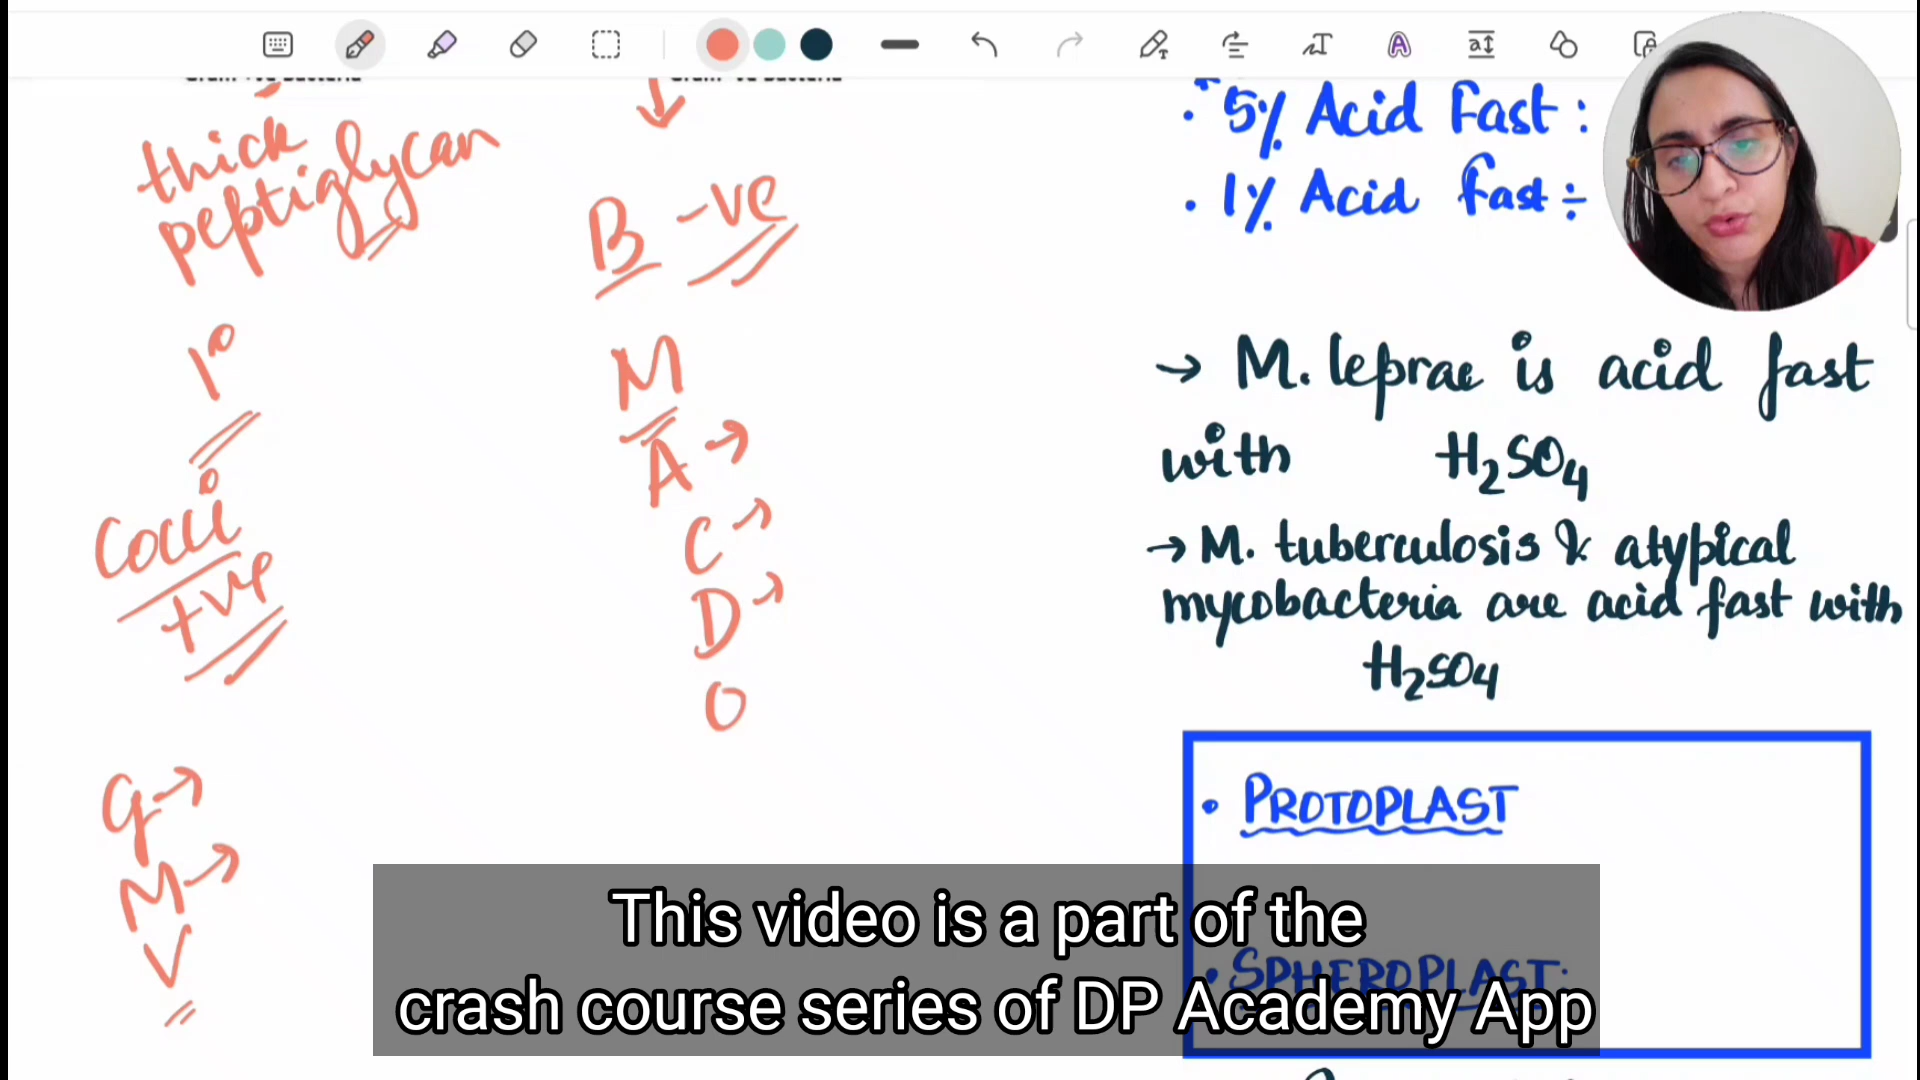 thick
peptiglycan
1°
Cocci
+ve
G→
M→
V
↓
B -ve
M
A →
C →
D →
O
• 5% Acid Fast :
• 1% Acid fast ÷
→ M. leprae is acid fast
with H₂SO₄
→ M. tuberculosis & atypical
mycobacteria are acid fast with
H₂SO₄
• PROTOPLAST
• SPHEROPLAST:
This video is a part of the
crash course series of DP Academy App